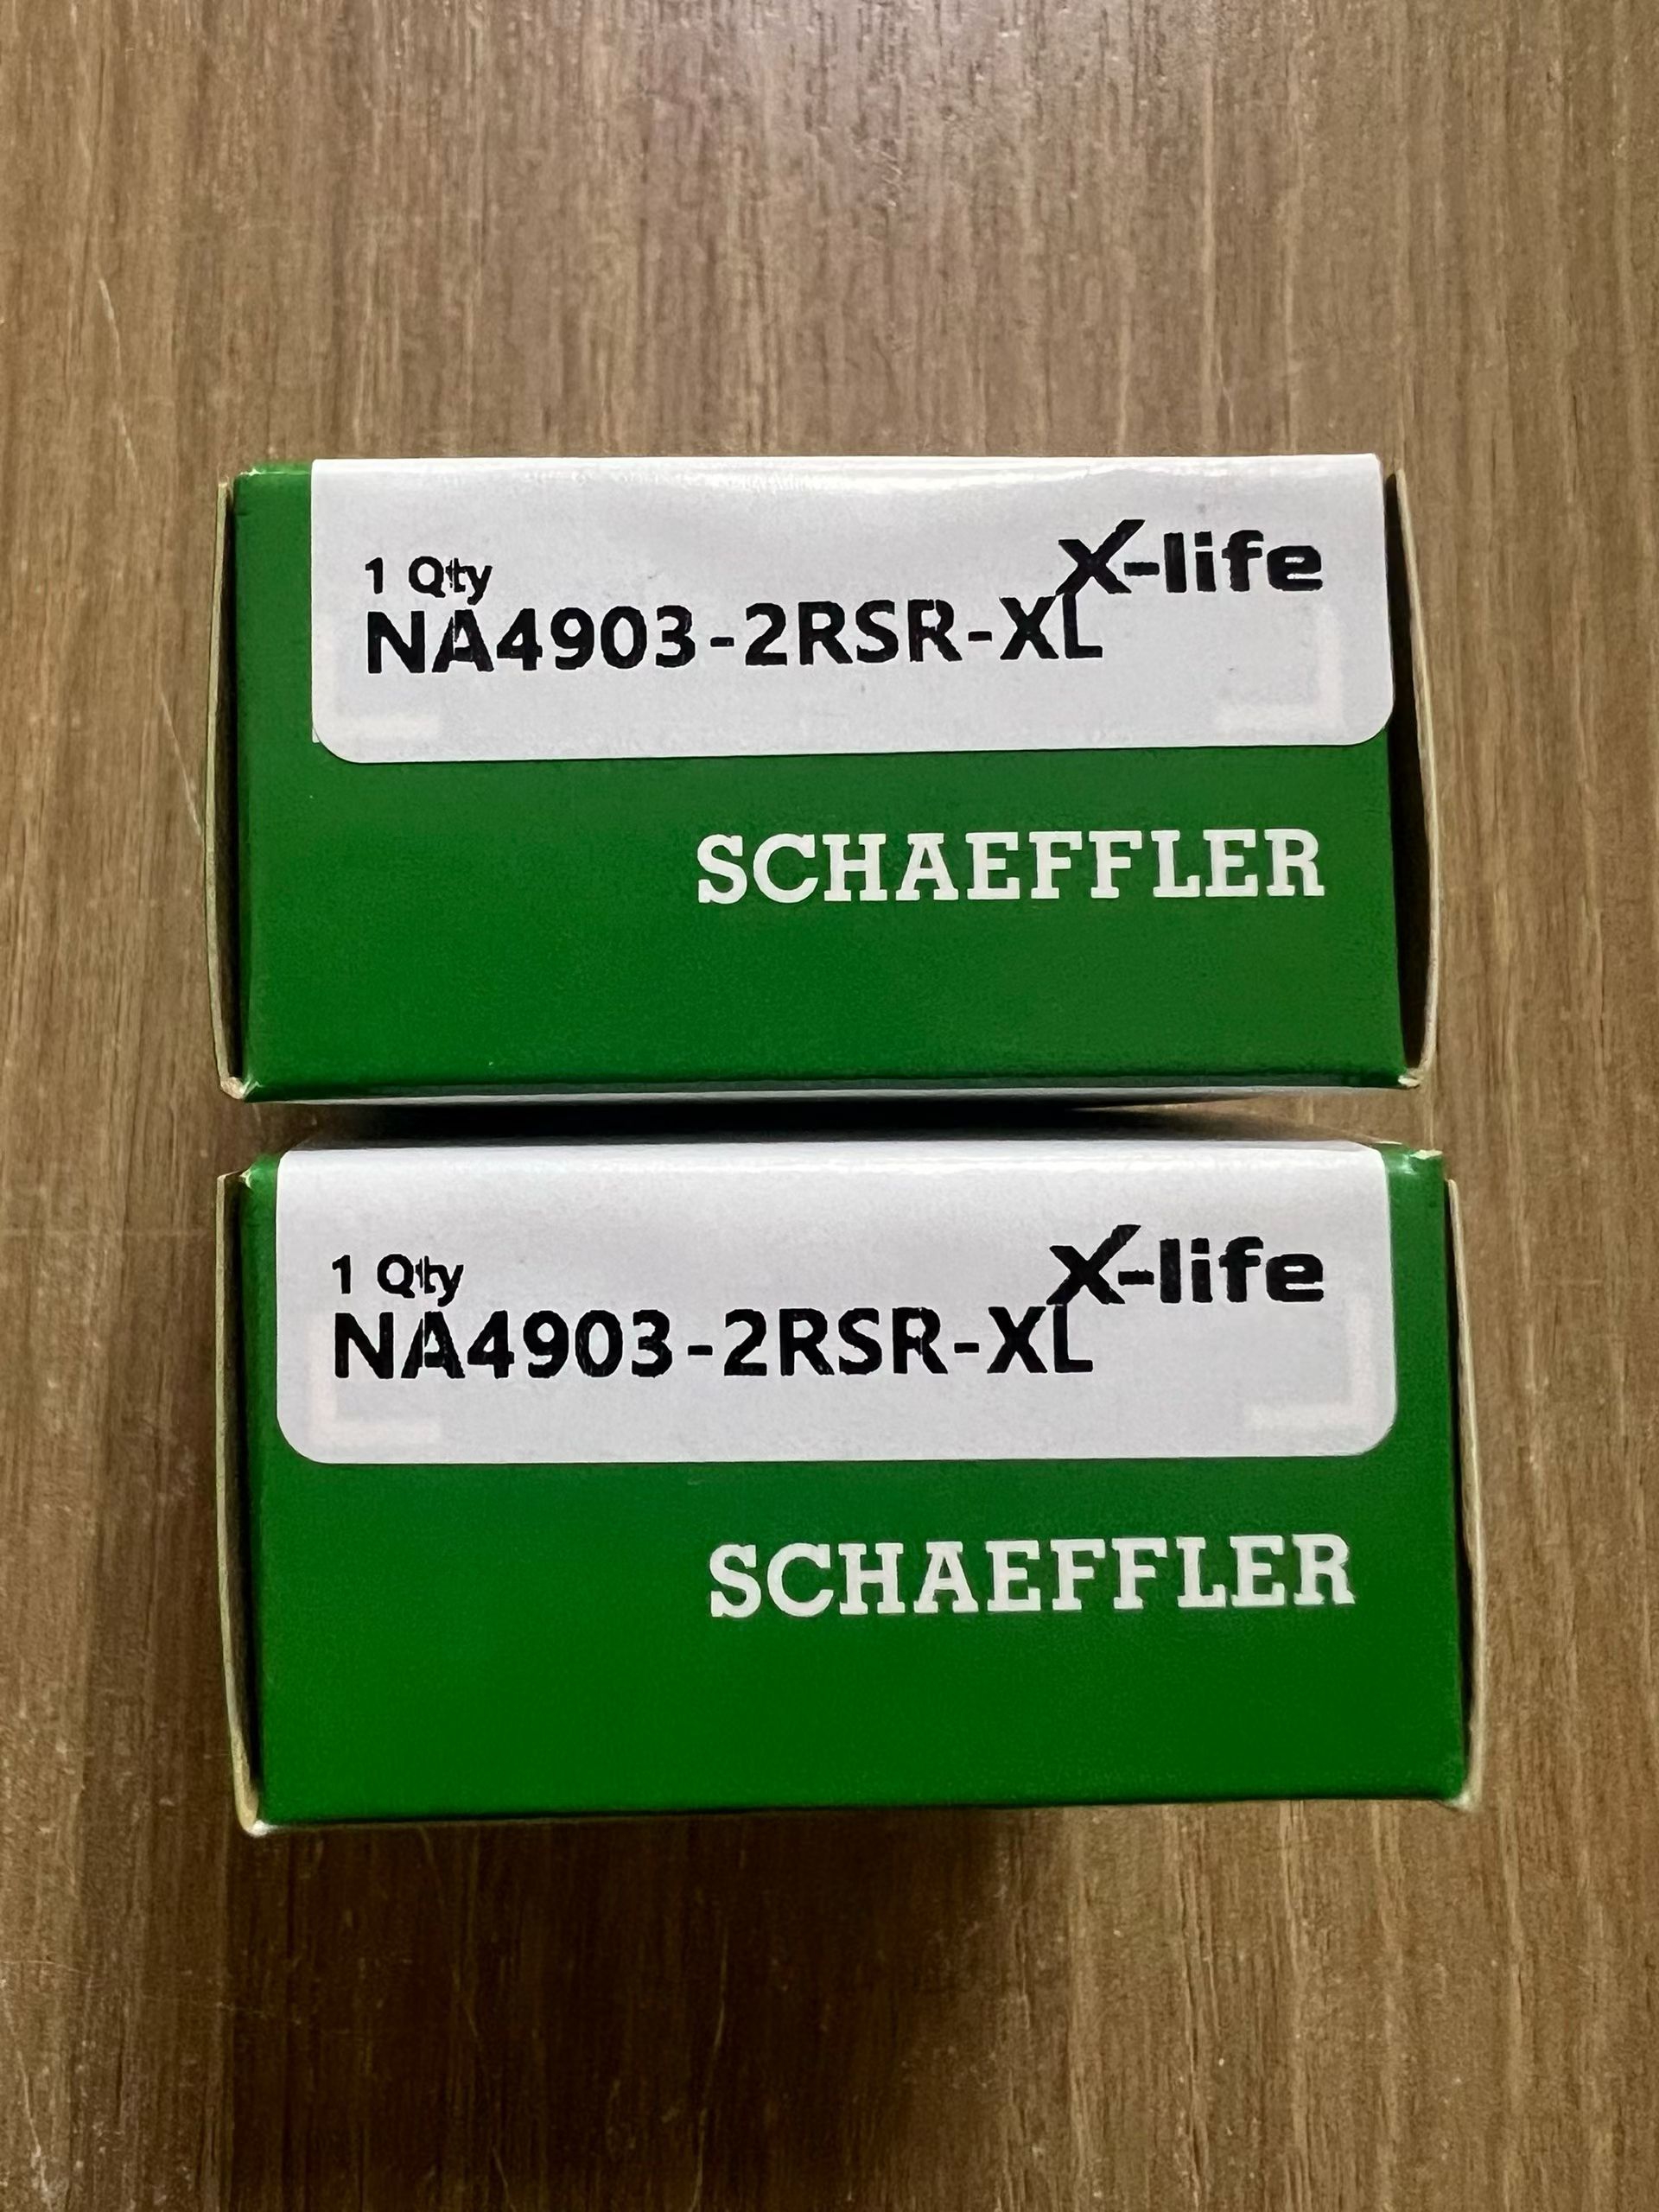 X-life
1 Qty
NA4903-2RSR-XL
SCHAEFFLER
X-life
1 Qty
NA4903-2RSR-XL
SCHAEFFLER